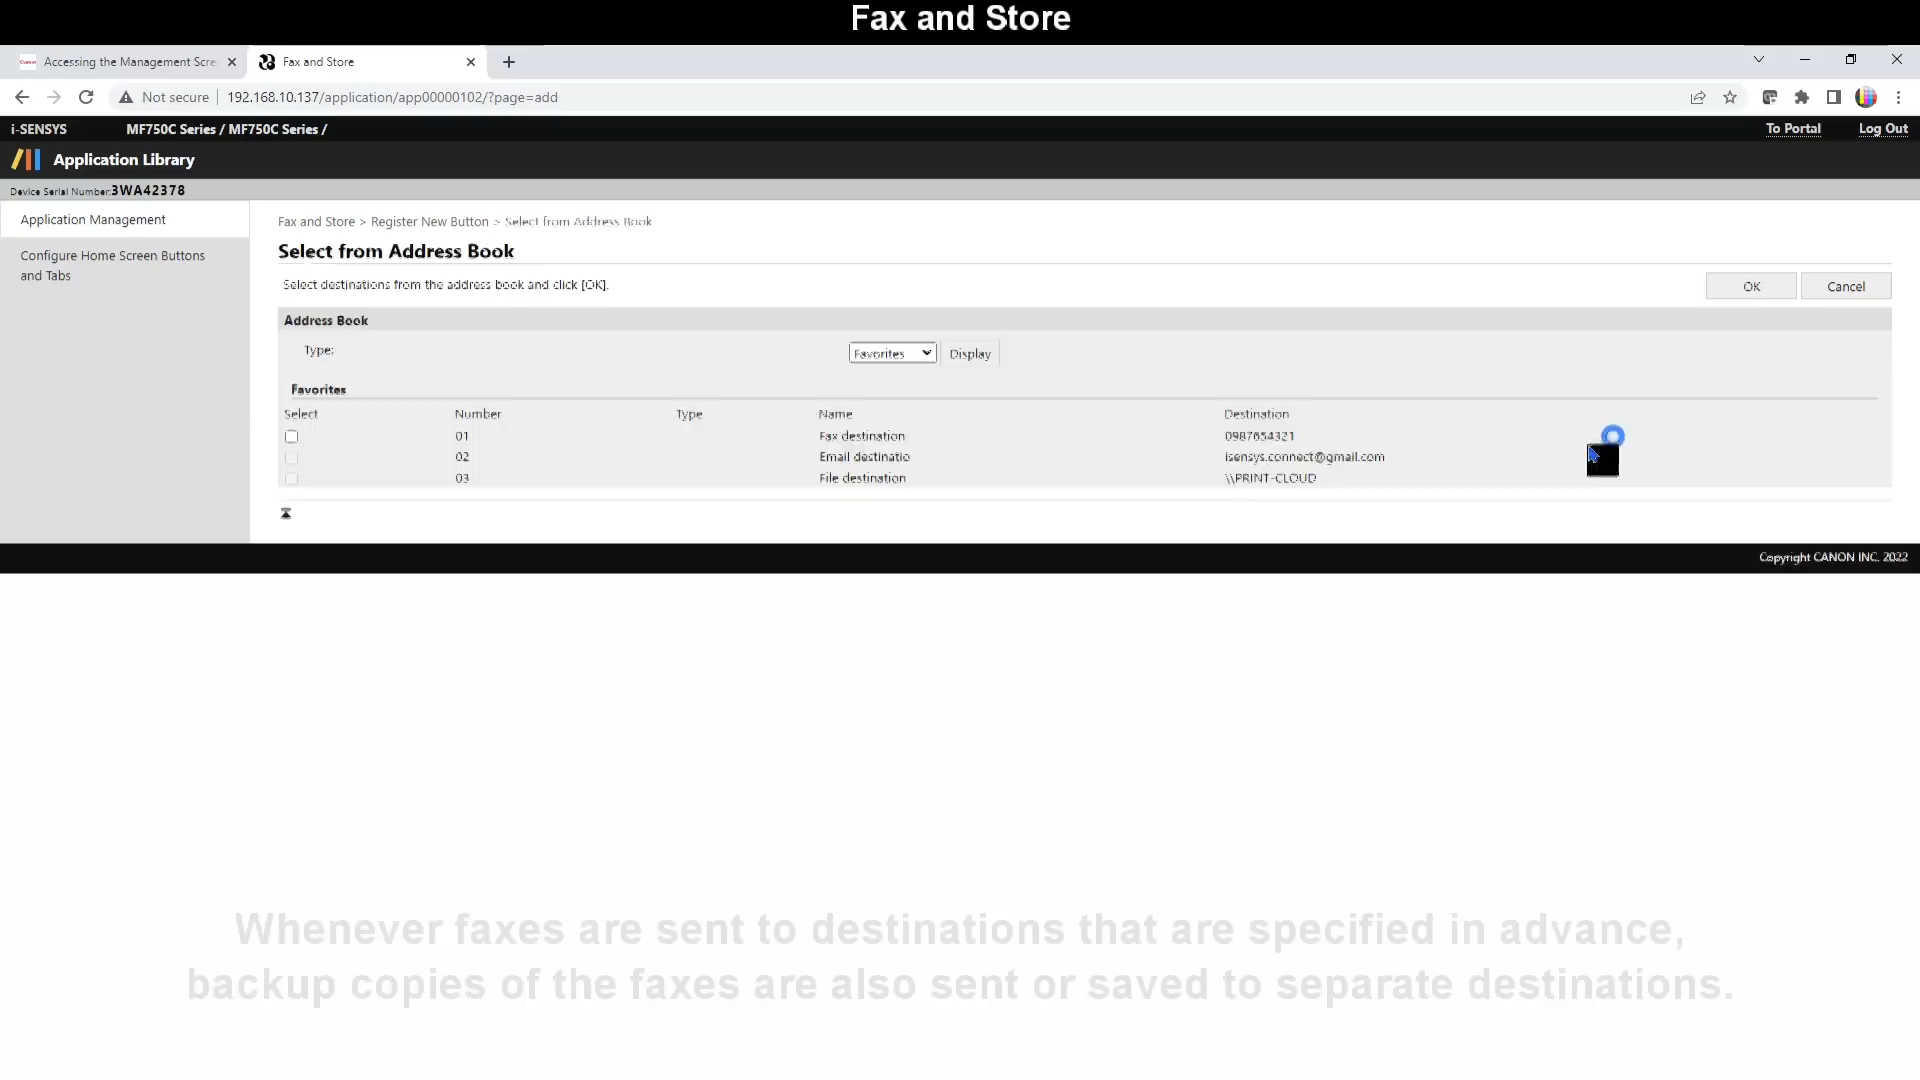 Fax and Store
Accessing the Management Scre
Fax and Store
Not secure
192.168.10.137/application/app00000102/?page=add
i-SENSYS
MF750C Series / MF750C Series /
To Portal
Log Out
Application Library
Device Serial Number:3WA42378
Application Management
Configure Home Screen Buttons
and Tabs
Fax and Store > Register New Button > Select from Address Book
Select from Address Book
Select destinations from the address book and click [OK].
OK
Cancel
Address Book
Type:
Favorites
Display
Favorites
Select Number Type Name Destination
01 Fax destination 0987654321
02 Email destinatio isensys.connect@gmail.com
03 File destination \\PRINT-CLOUD
Copyright CANON INC. 2022
Whenever faxes are sent to destinations that are specified in advance,
backup copies of the faxes are also sent or saved to separate destinations.